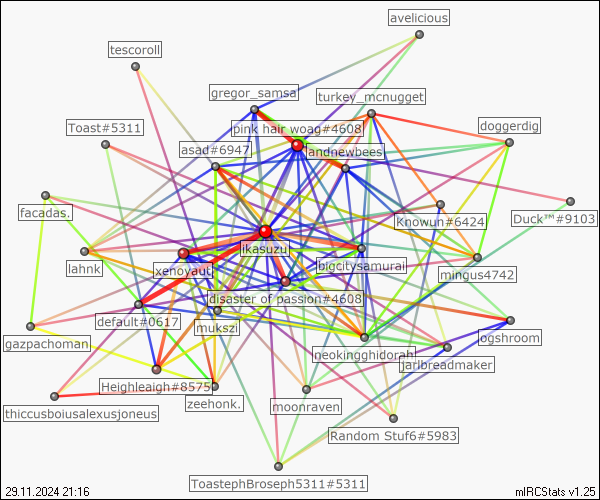 avelicious
tescoroll
gregor_samsa
turkey_mcnugget
Toast#5311
pink hair woag#4608
doggerdig
asad#6947
landnewbees
facadas.
Knowun#6424
Duck™#9103
ikasuzu
lahnk
xenoyaut
bigcitysamurai
mingus4742
disaster of passion#4608
default#0617
mukszi
gazpachoman
neokingghidorah
ogshroom
jaribreadmaker
Heighleaigh#8575
thiccusboiusalexusjoneus
zeehonk.
moonraven
Random Stuf6#5983
ToastephBroseph5311#5311
29.11.2024 21:16
mIRCStats v1.25